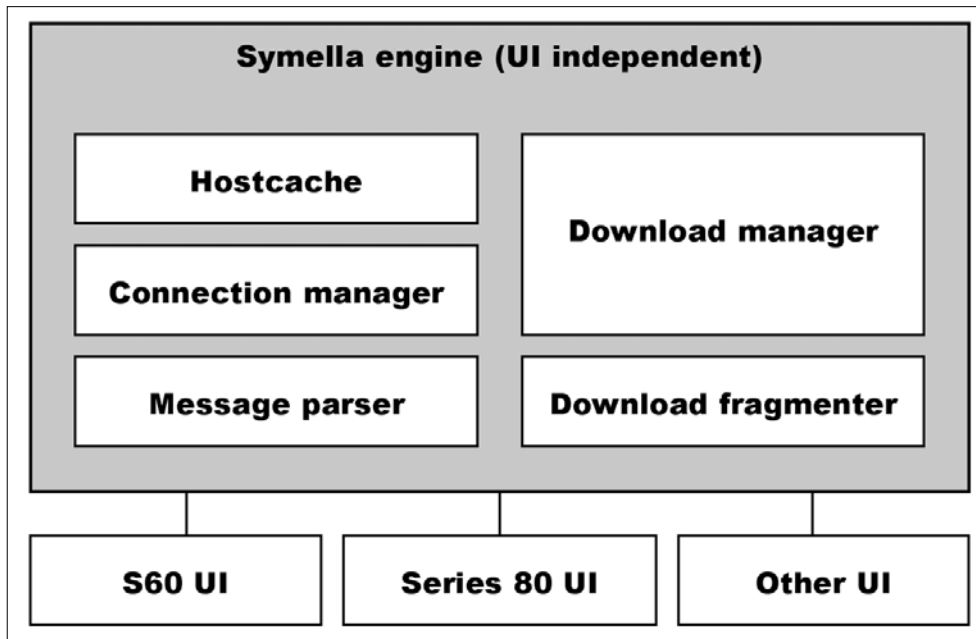 Symella engine (UI independent)
Hostcache
Connection manager
Message parser
Download manager
Download fragmenter
S60 UI
Series 80 UI
Other UI